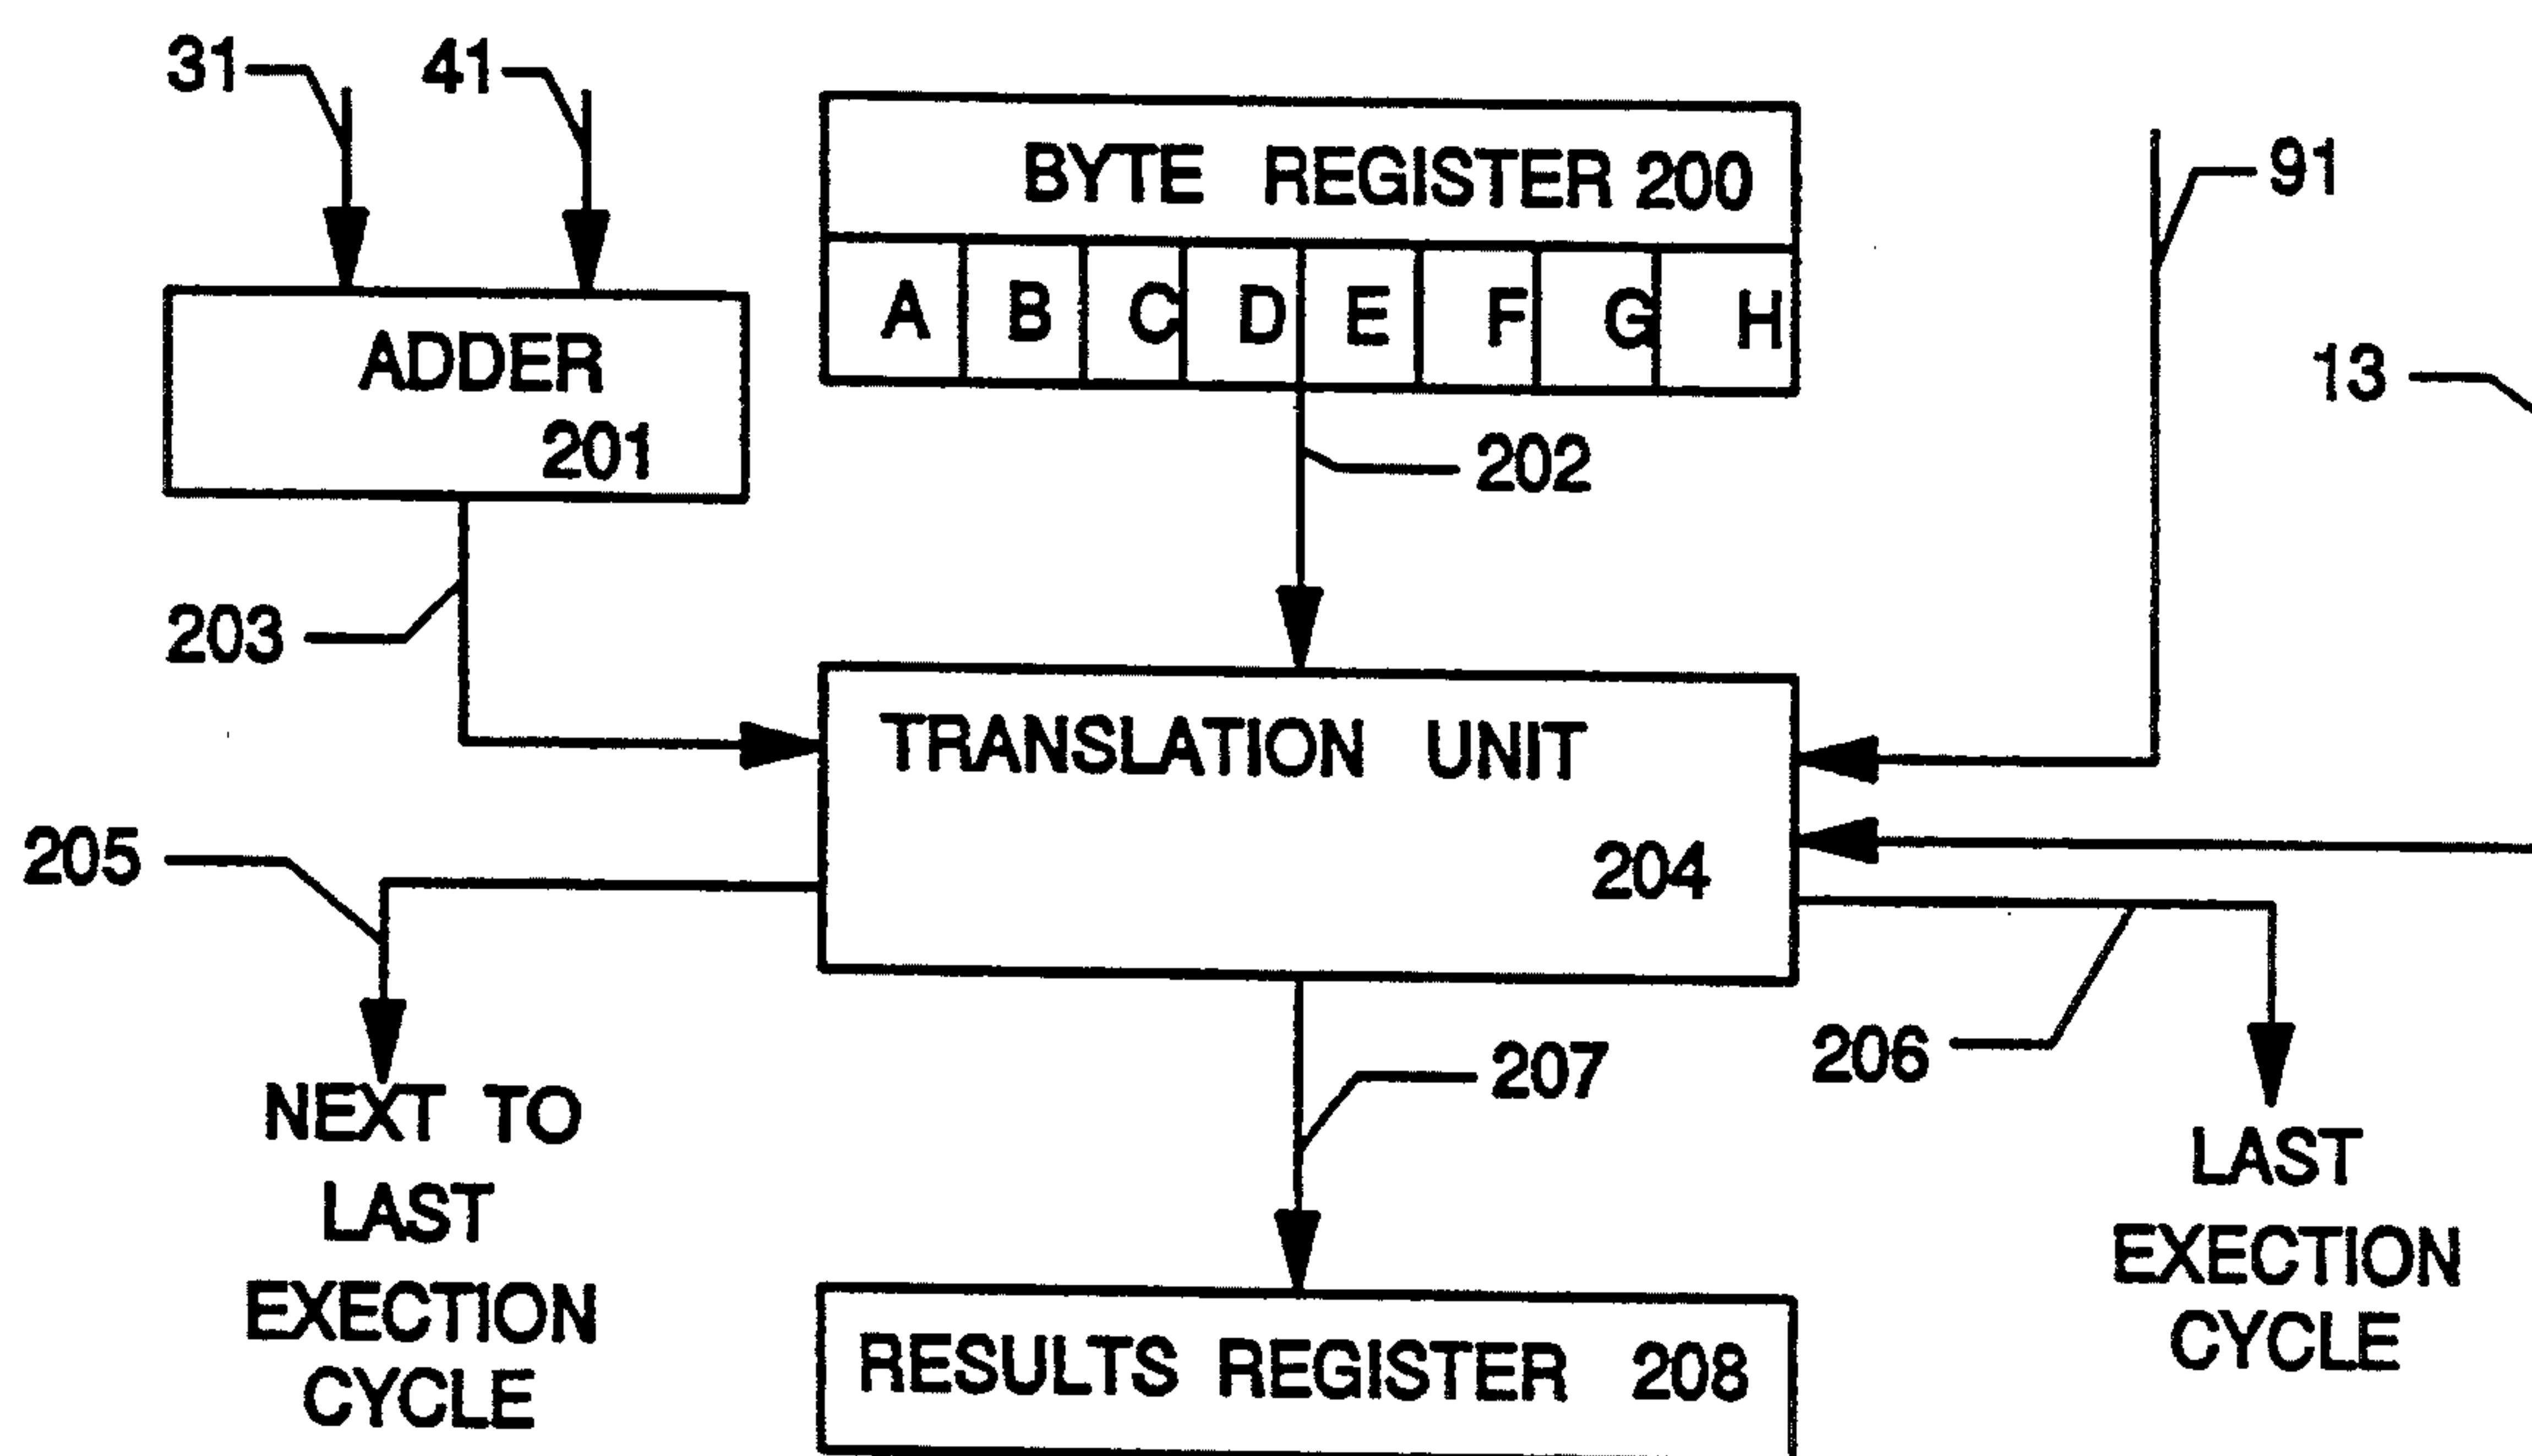 31
41
BYTE REGISTER 200
91
A B C D E F G H
13
ADDER
201
202
203
TRANSLATION UNIT
204
205
207
206
NEXT TO
LAST
EXECTION
CYCLE
LAST
EXECTION
CYCLE
RESULTS REGISTER 208